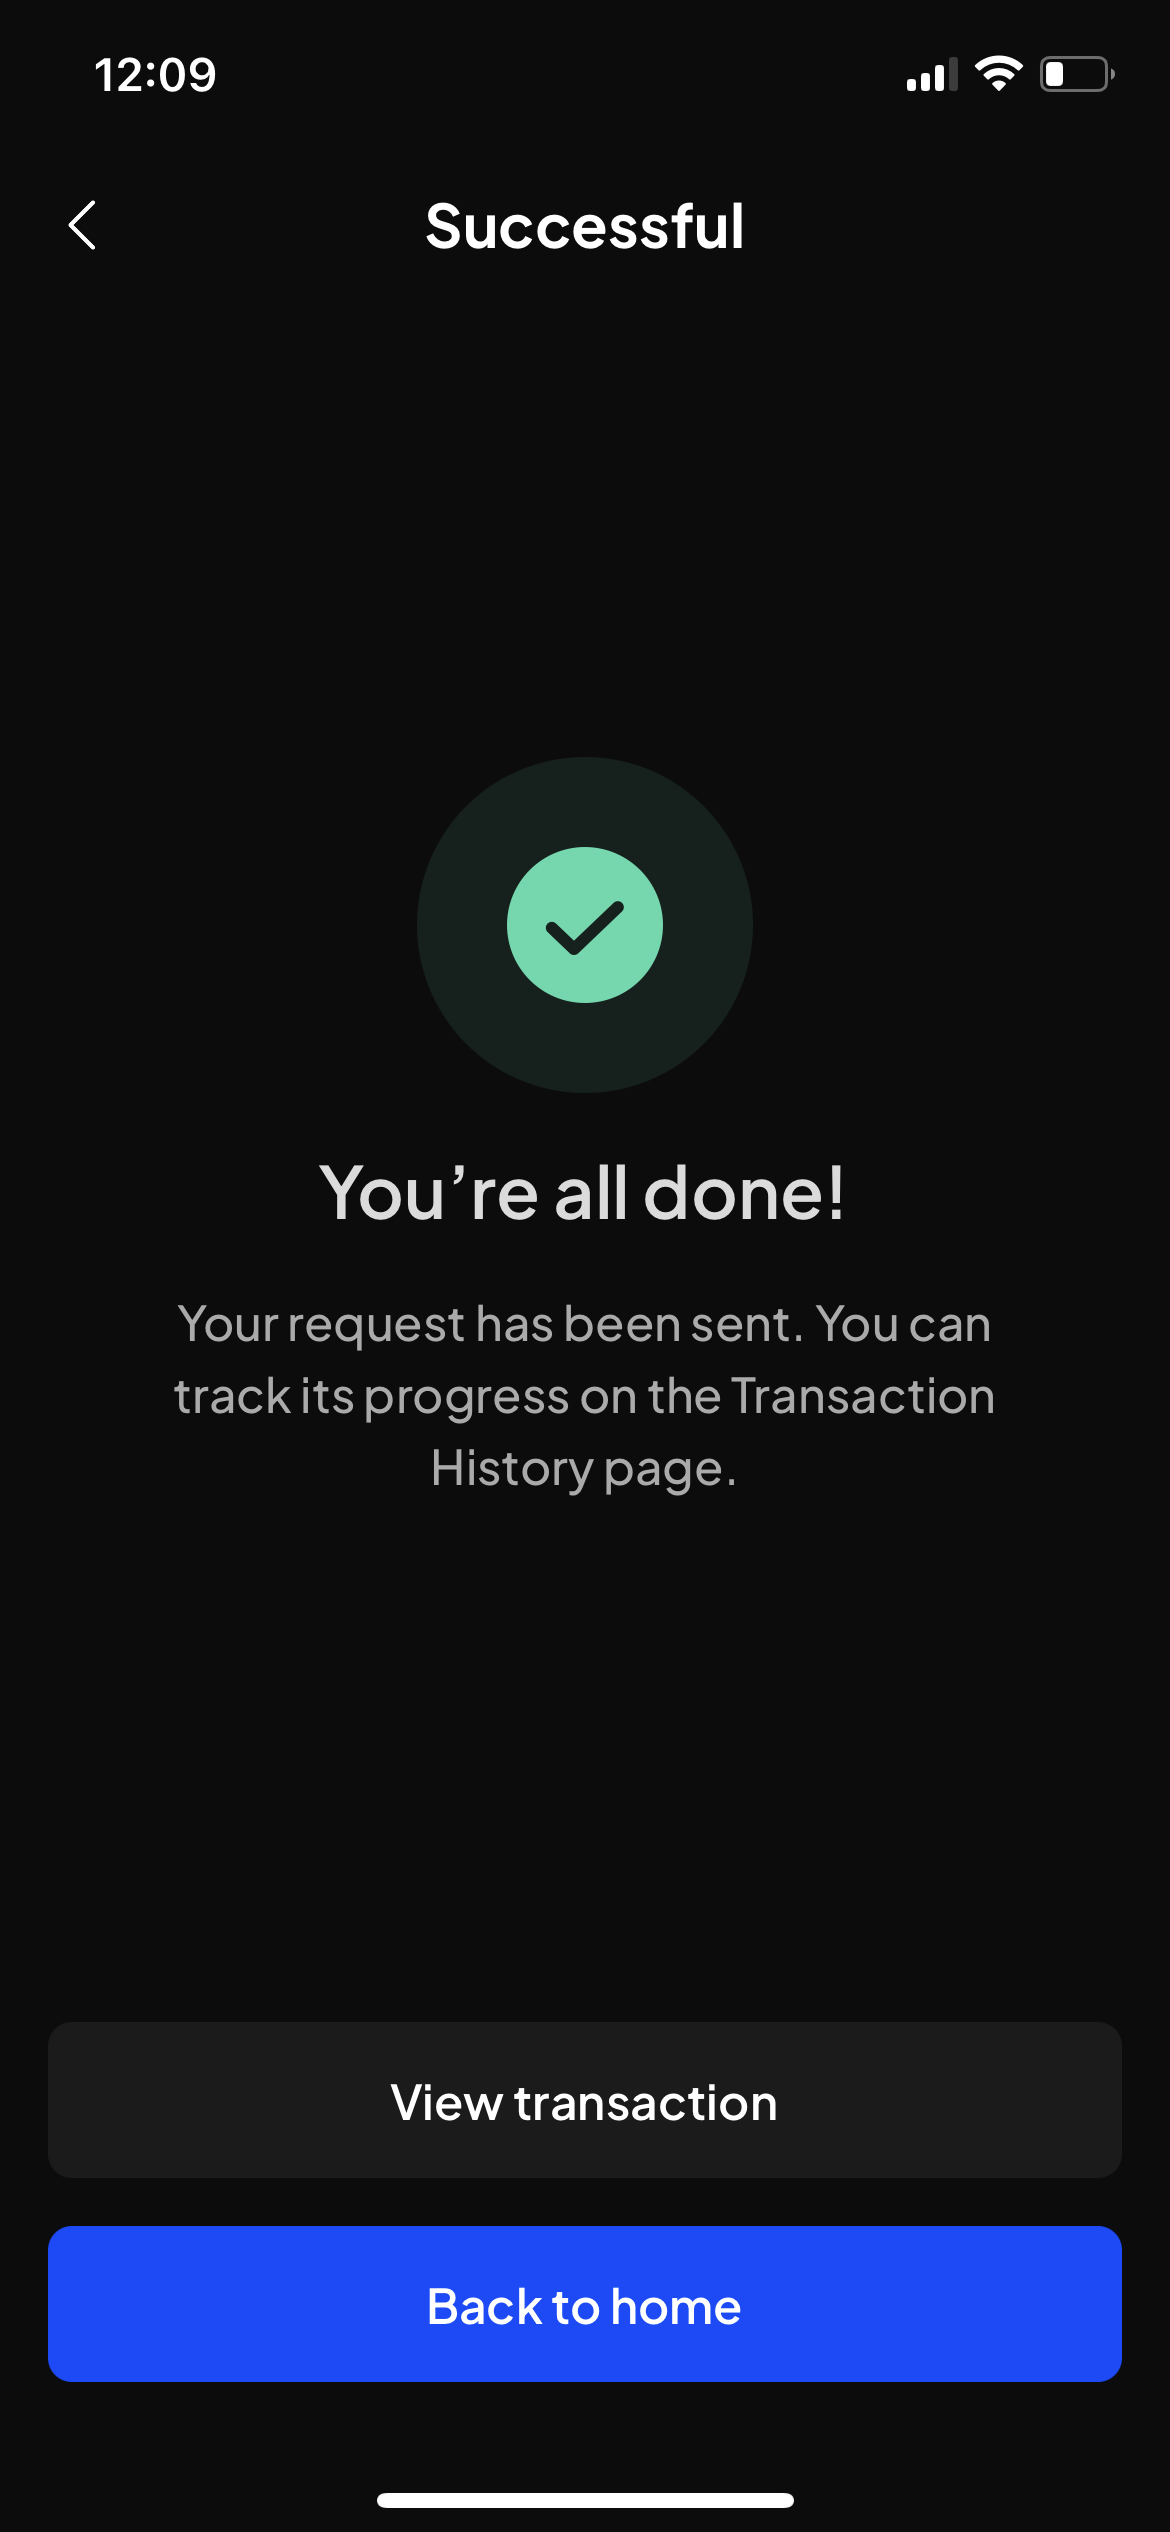 12:09
Successful
You’re all done!
Your request has been sent. You can
track its progress on the Transaction
History page.
View transaction
Back to home